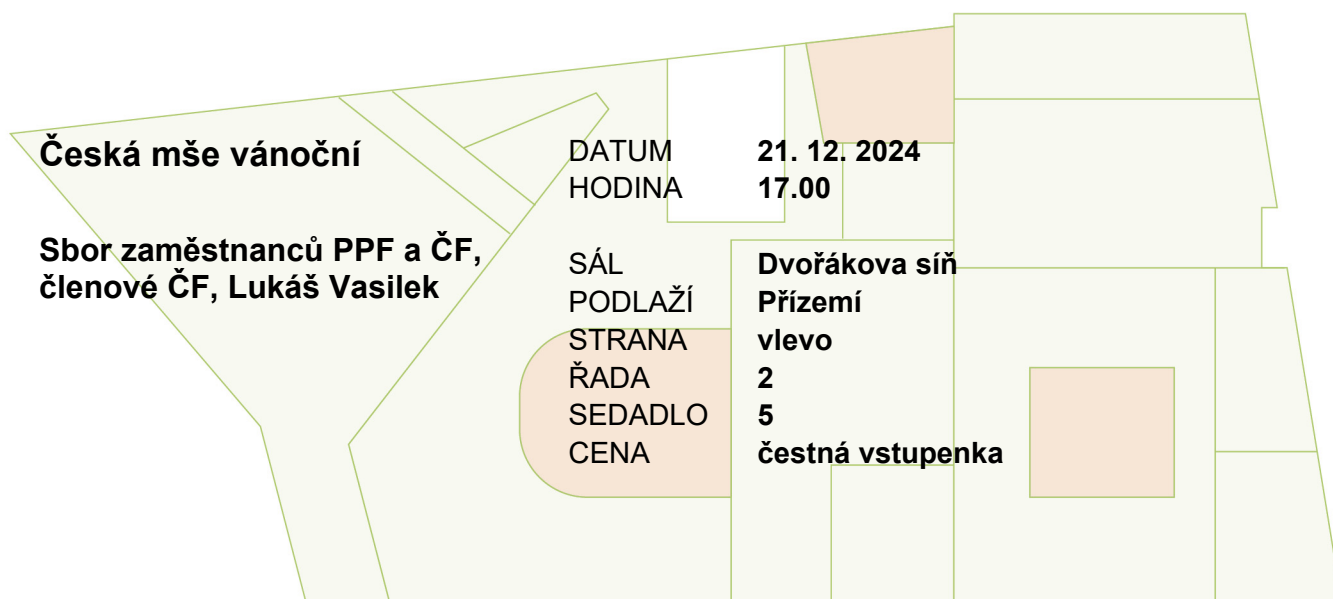 Česká mše vánoční
Sbor zaměstnanců PPF a ČF,
členové ČF, Lukáš Vasilek
DATUM 21. 12. 2024
HODINA 17.00
SÁL Dvořákova síň
PODLAŽÍ Přízemí
STRANA vlevo
ŘADA 2
SEDADLO 5
CENA čestná vstupenka